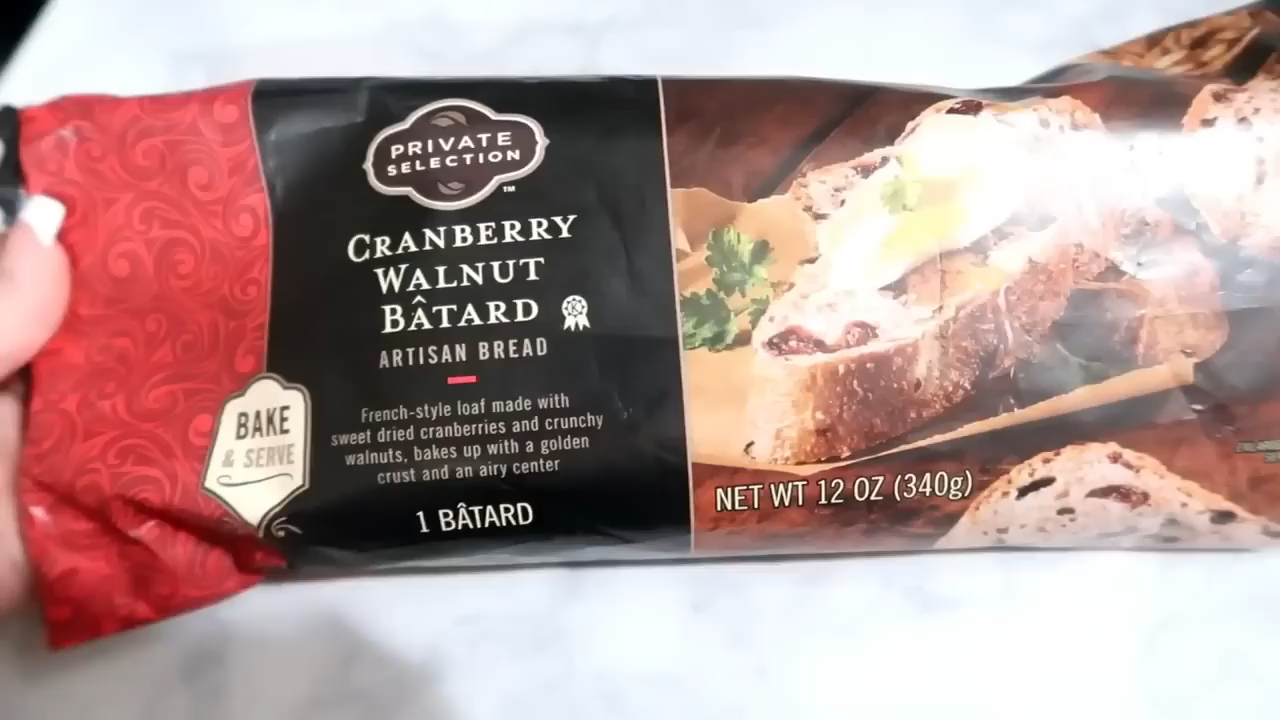 PRIVATE
SELECTION
™
CRANBERRY
WALNUT
BÂTARD
K
ARTISAN BREAD
BAKE
& SERVE
French-style loaf made with
sweet dried cranberries and crunchy
walnuts, bakes up with a golden
crust and an airy center
1 BÂTARD
NET WT 12 OZ (340g)